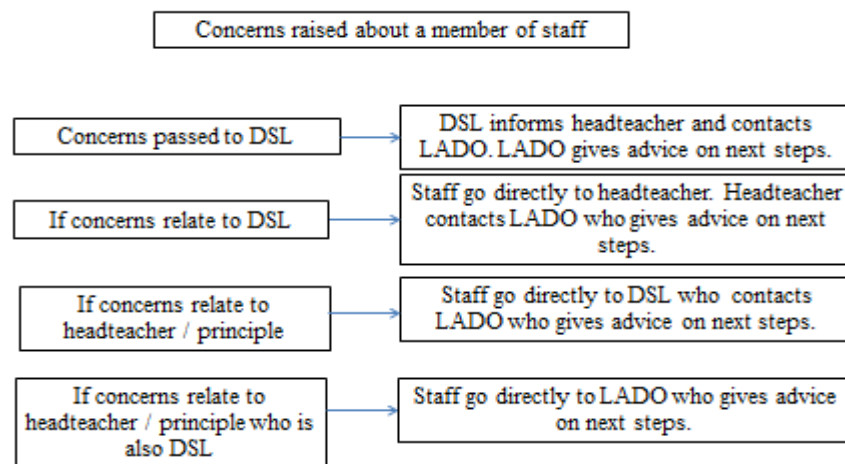 Concerns raised about a member of staff
Concerns passed to DSL
DSL informs headteacher and contacts
LADO. LADO gives advice on next steps.
If concerns relate to DSL
Staff go directly to headteacher. Headteacher
contacts LADO who gives advice on next
steps.
If concerns relate to
headteacher / principle
Staff go directly to DSL who contacts
LADO who gives advice on next steps.
If concerns relate to
headteacher / principle who is
also DSL
Staff go directly to LADO who gives advice
on next steps.